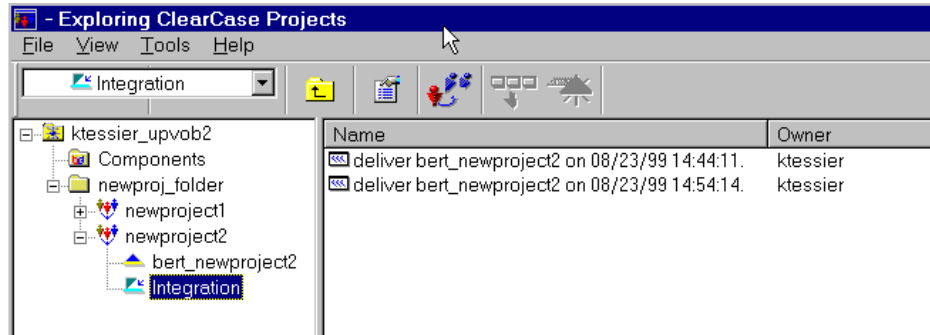 - Exploring ClearCase Projects
File View Tools Help
Integration
ktessier_upvob2
Components
newproj_folder
newproject1
newproject2
bert_newproject2
Integration
Name Owner
deliver bert_newproject2 on 08/23/99 14:44:11. ktessier
deliver bert_newproject2 on 08/23/99 14:54:14. ktessier